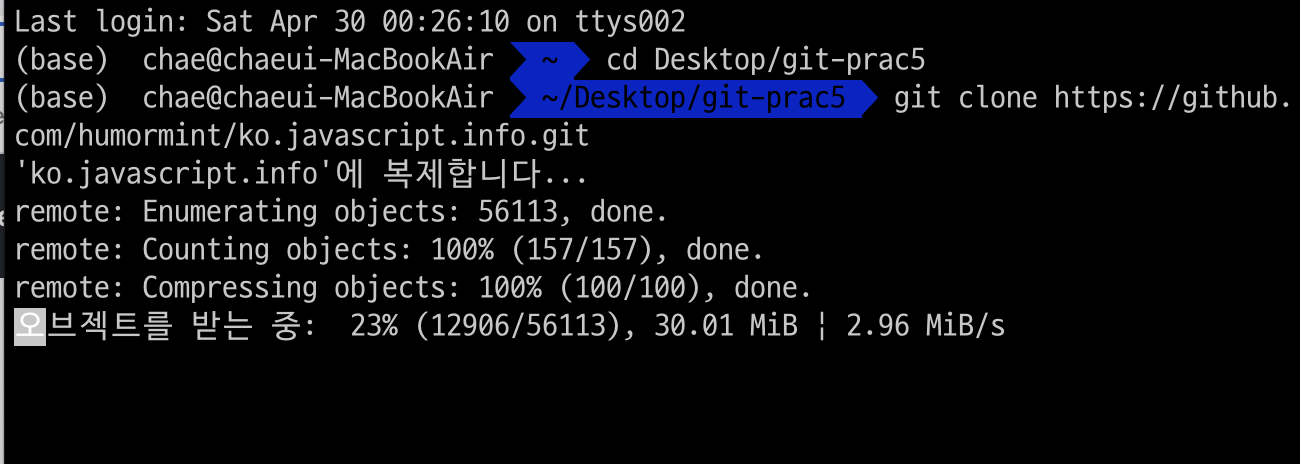 Last login: Sat Apr 30 00:26:10 on ttys002
(base)  chae@chaeui-MacBookAir  ~  cd Desktop/git-prac5
(base)  chae@chaeui-MacBookAir  ~/Desktop/git-prac5  git clone https://github.
com/humormint/ko.javascript.info.git
'ko.javascript.info'에 복제합니다...
remote: Enumerating objects: 56113, done.
remote: Counting objects: 100% (157/157), done.
remote: Compressing objects: 100% (100/100), done.
오브젝트를 받는 중:  23% (12906/56113), 30.01 MiB | 2.96 MiB/s